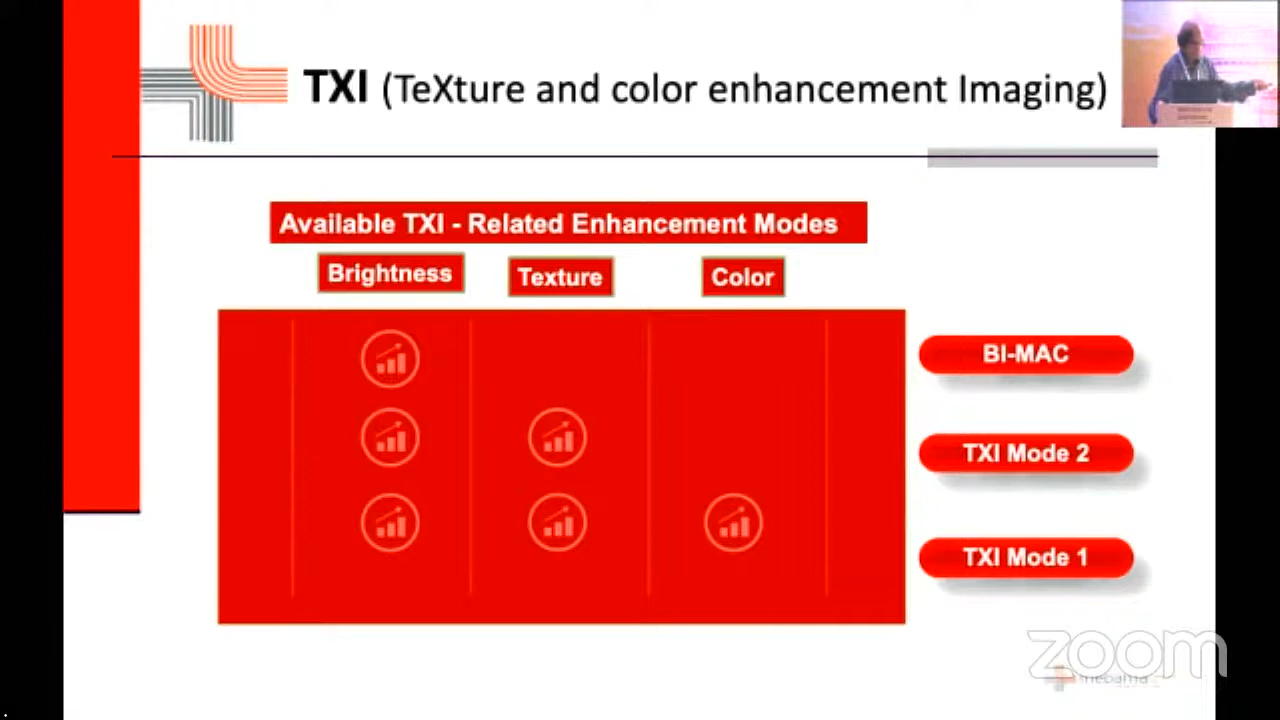 TXI (TeXture and color enhancement Imaging)
Available TXI - Related Enhancement Modes
Brightness
Texture
Color
BI-MAC
TXI Mode 2
TXI Mode 1
zoom